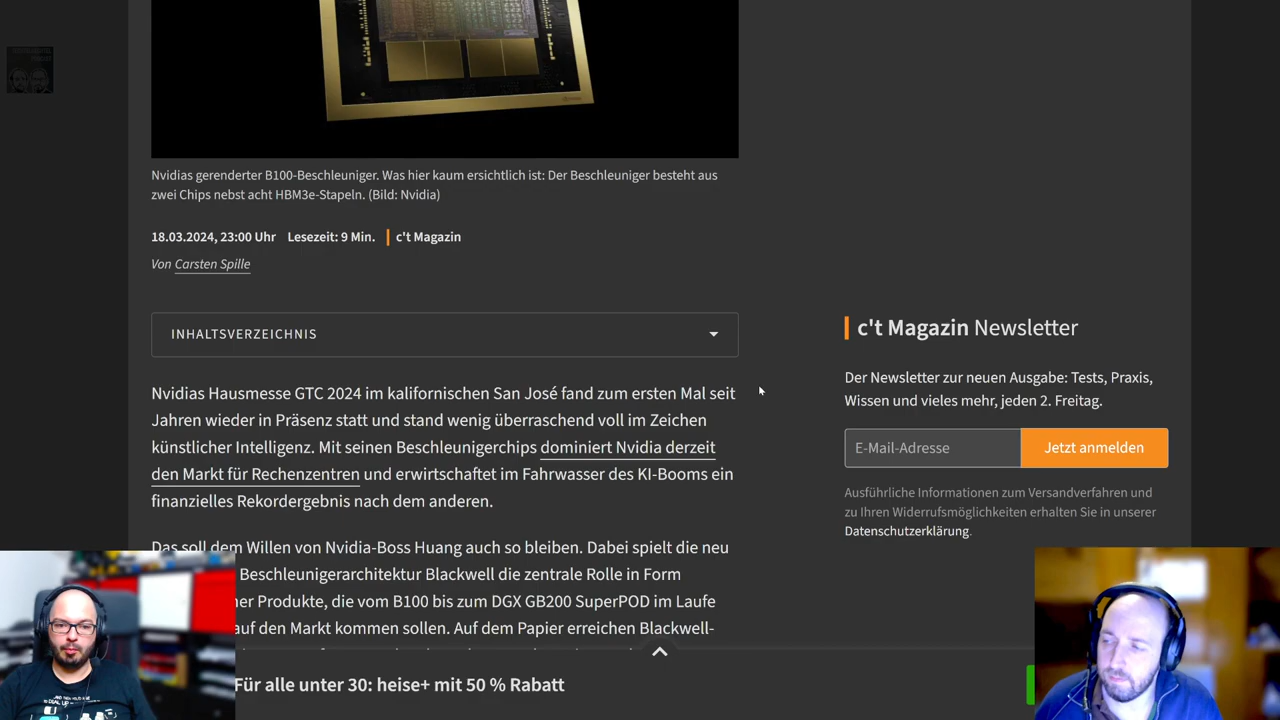 Nvidias gerenderter B100-Beschleuniger. Was hier kaum ersichtlich ist: Der Beschleuniger besteht aus
zwei Chips nebst acht HBM3e-Stapeln. (Bild: Nvidia)
18.03.2024, 23:00 Uhr Lesezeit: 9 Min. c't Magazin
Von Carsten Spille
INHALTSVERZEICHNIS
Nvidias Hausmesse GTC 2024 im kalifornischen San José fand zum ersten Mal seit
Jahren wieder in Präsenz statt und stand wenig überraschend voll im Zeichen
künstlicher Intelligenz. Mit seinen Beschleunigerchips dominiert Nvidia derzeit
den Markt für Rechenzentren und erwirtschaftet im Fahrwasser des KI-Booms ein
finanzielles Rekordergebnis nach dem anderen.
Das soll dem Willen von Nvidia-Boss Huang auch so bleiben. Dabei spielt die neu
Beschleunigerarchitektur Blackwell die zentrale Rolle in Form
er Produkte, die vom B100 bis zum DGX GB200 SuperPOD im Laufe
auf den Markt kommen sollen. Auf dem Papier erreichen Blackwell-
c't Magazin Newsletter
Der Newsletter zur neuen Ausgabe: Tests, Praxis,
Wissen und vieles mehr, jeden 2. Freitag.
E-Mail-Adresse
Jetzt anmelden
Ausführliche Informationen zum Versandverfahren und
zu Ihren Widerrufsmöglichkeiten erhalten Sie in unserer
Datenschutzerklärung.
Für alle unter 30: heise+ mit 50 % Rabatt
DIAL UP